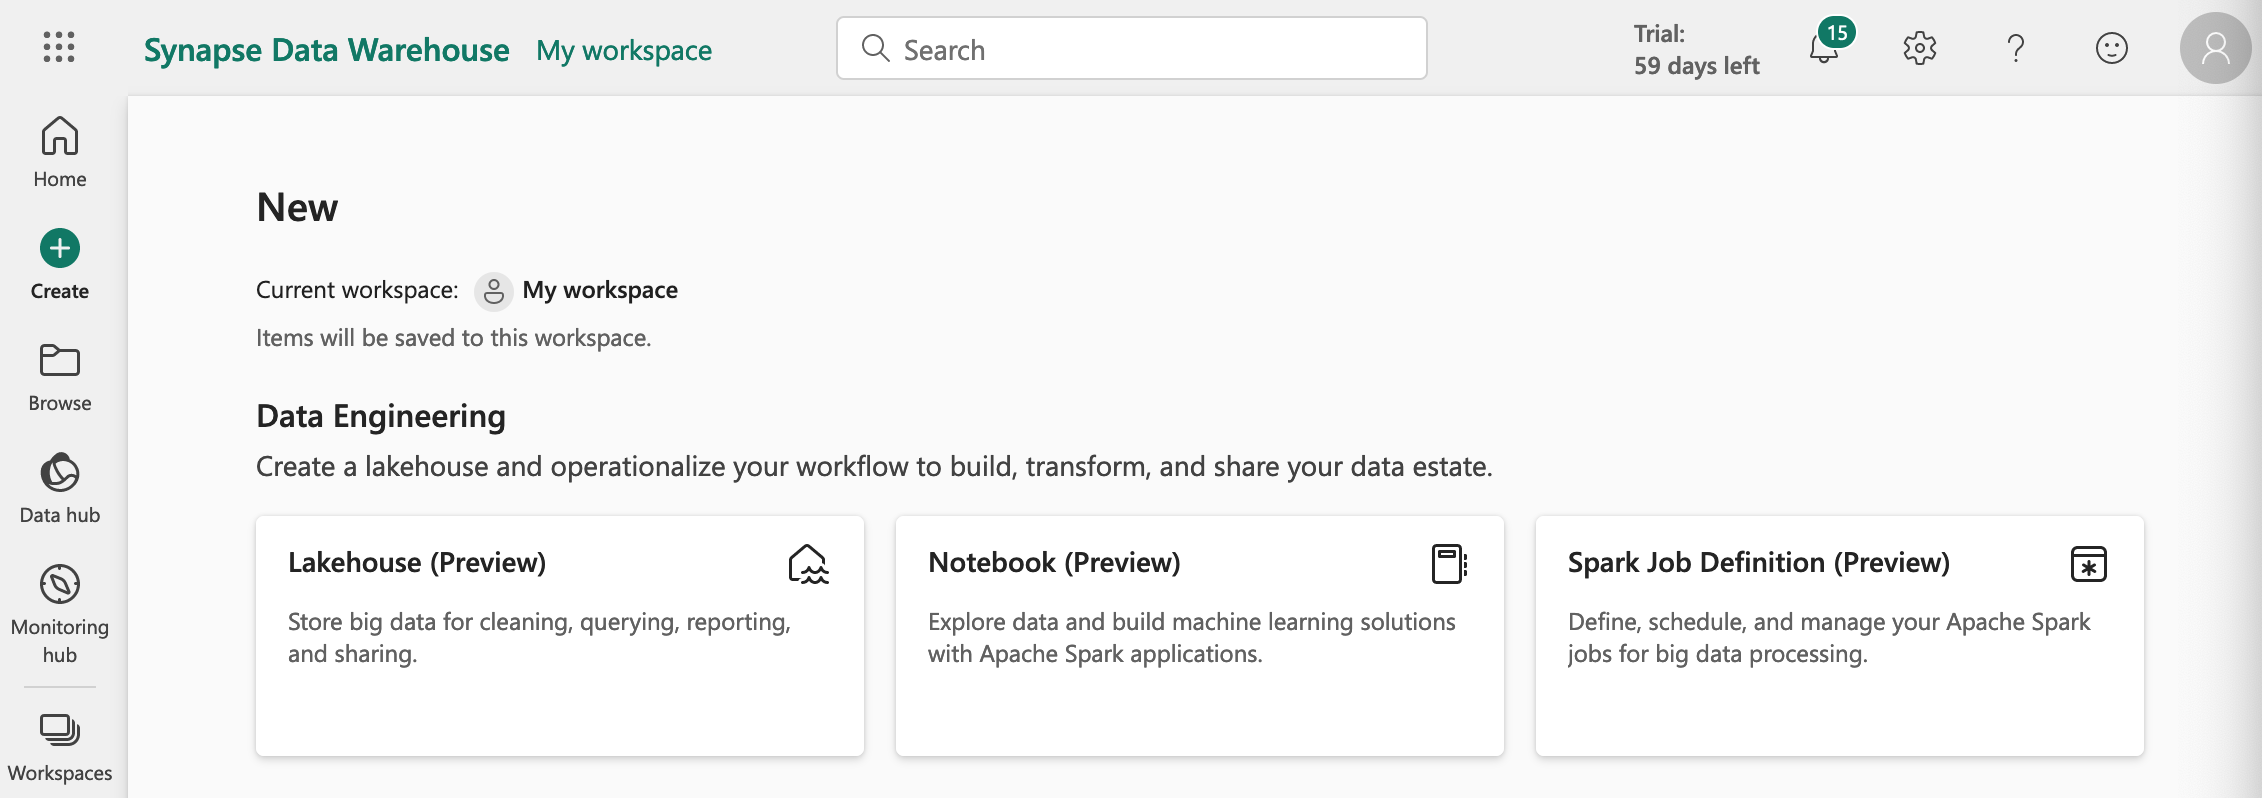 Synapse Data Warehouse My workspace
Search
Trial:
59 days left
15
?
Home
Create
Browse
Data hub
Monitoring
hub
Workspaces
New
Current workspace: My workspace
Items will be saved to this workspace.
Data Engineering
Create a lakehouse and operationalize your workflow to build, transform, and share your data estate.
Lakehouse (Preview)
Store big data for cleaning, querying, reporting,
and sharing.
Notebook (Preview)
Explore data and build machine learning solutions
with Apache Spark applications.
Spark Job Definition (Preview)
Define, schedule, and manage your Apache Spark
jobs for big data processing.